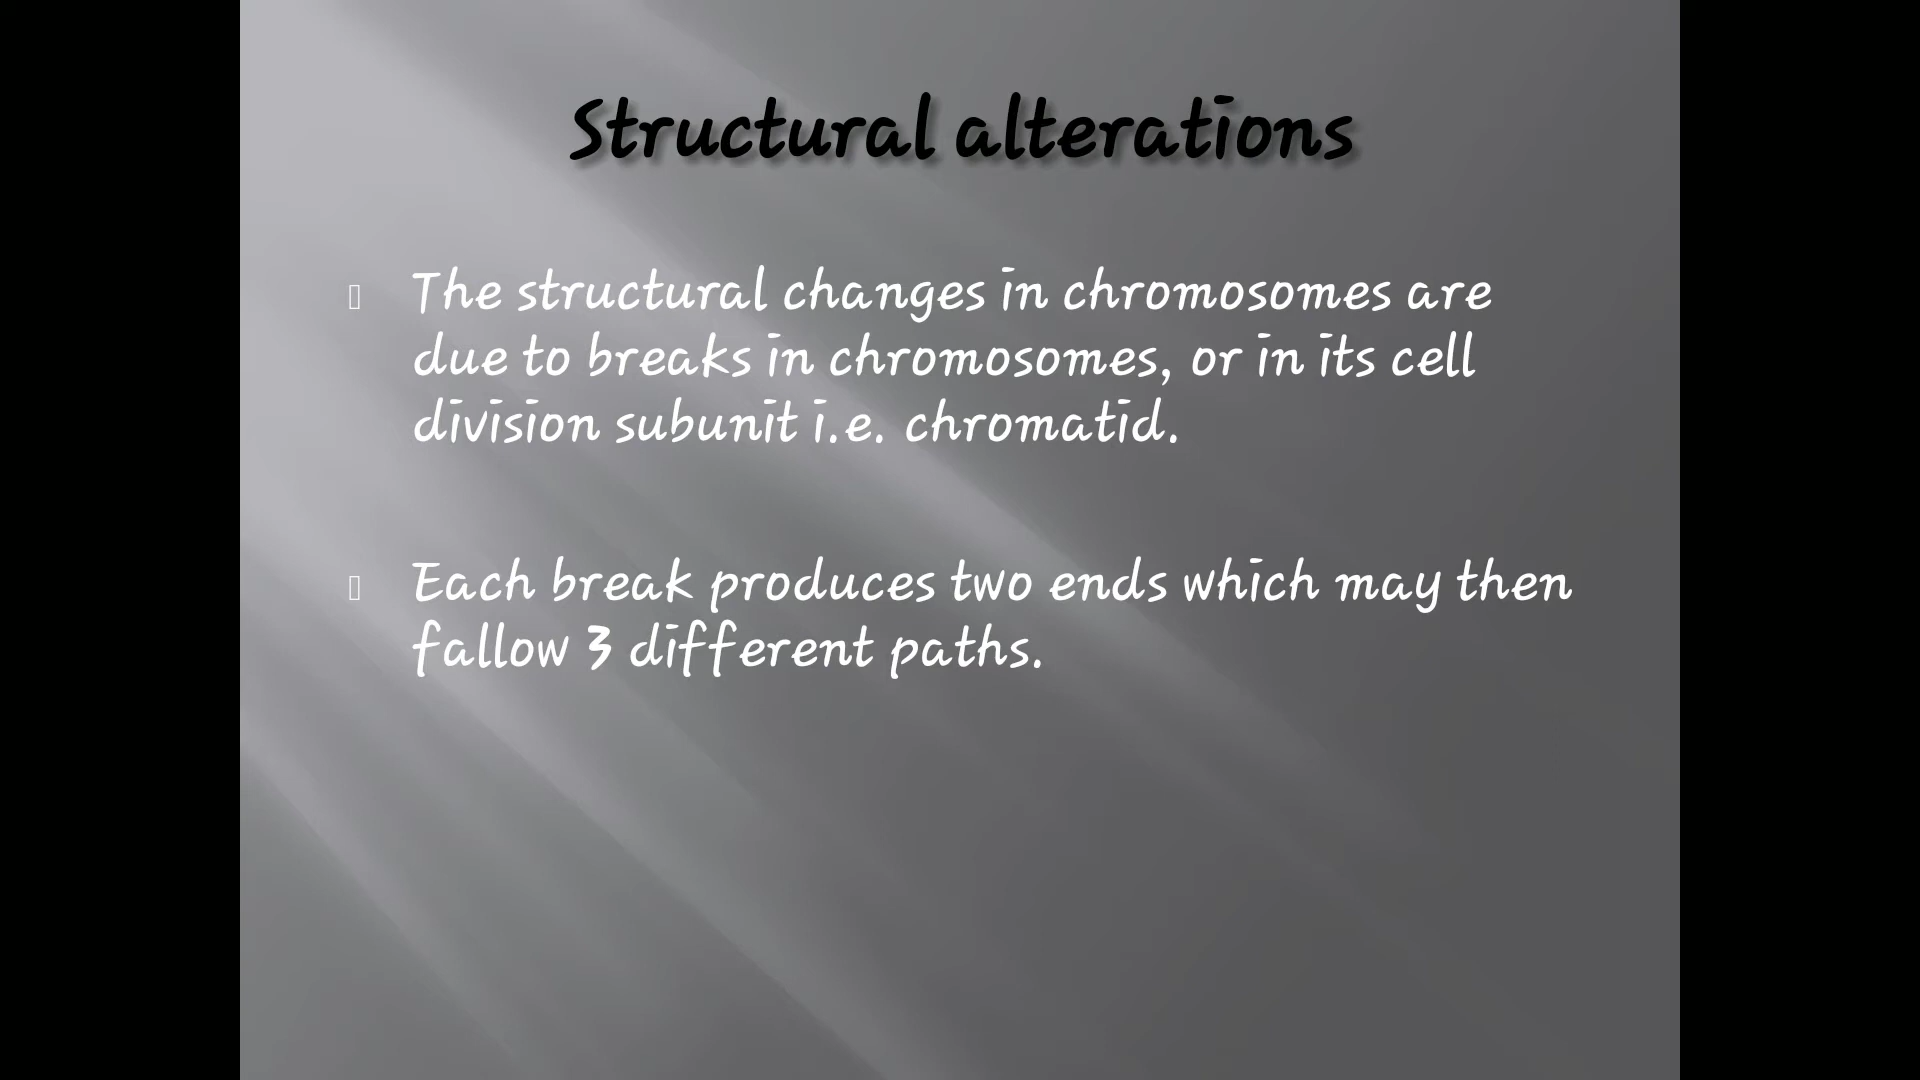 Structural alterations
The structural changes in chromosomes are
due to breaks in chromosomes, or in its cell
division subunit i.e. chromatid.
Each break produces two ends which may then
fallow 3 different paths.